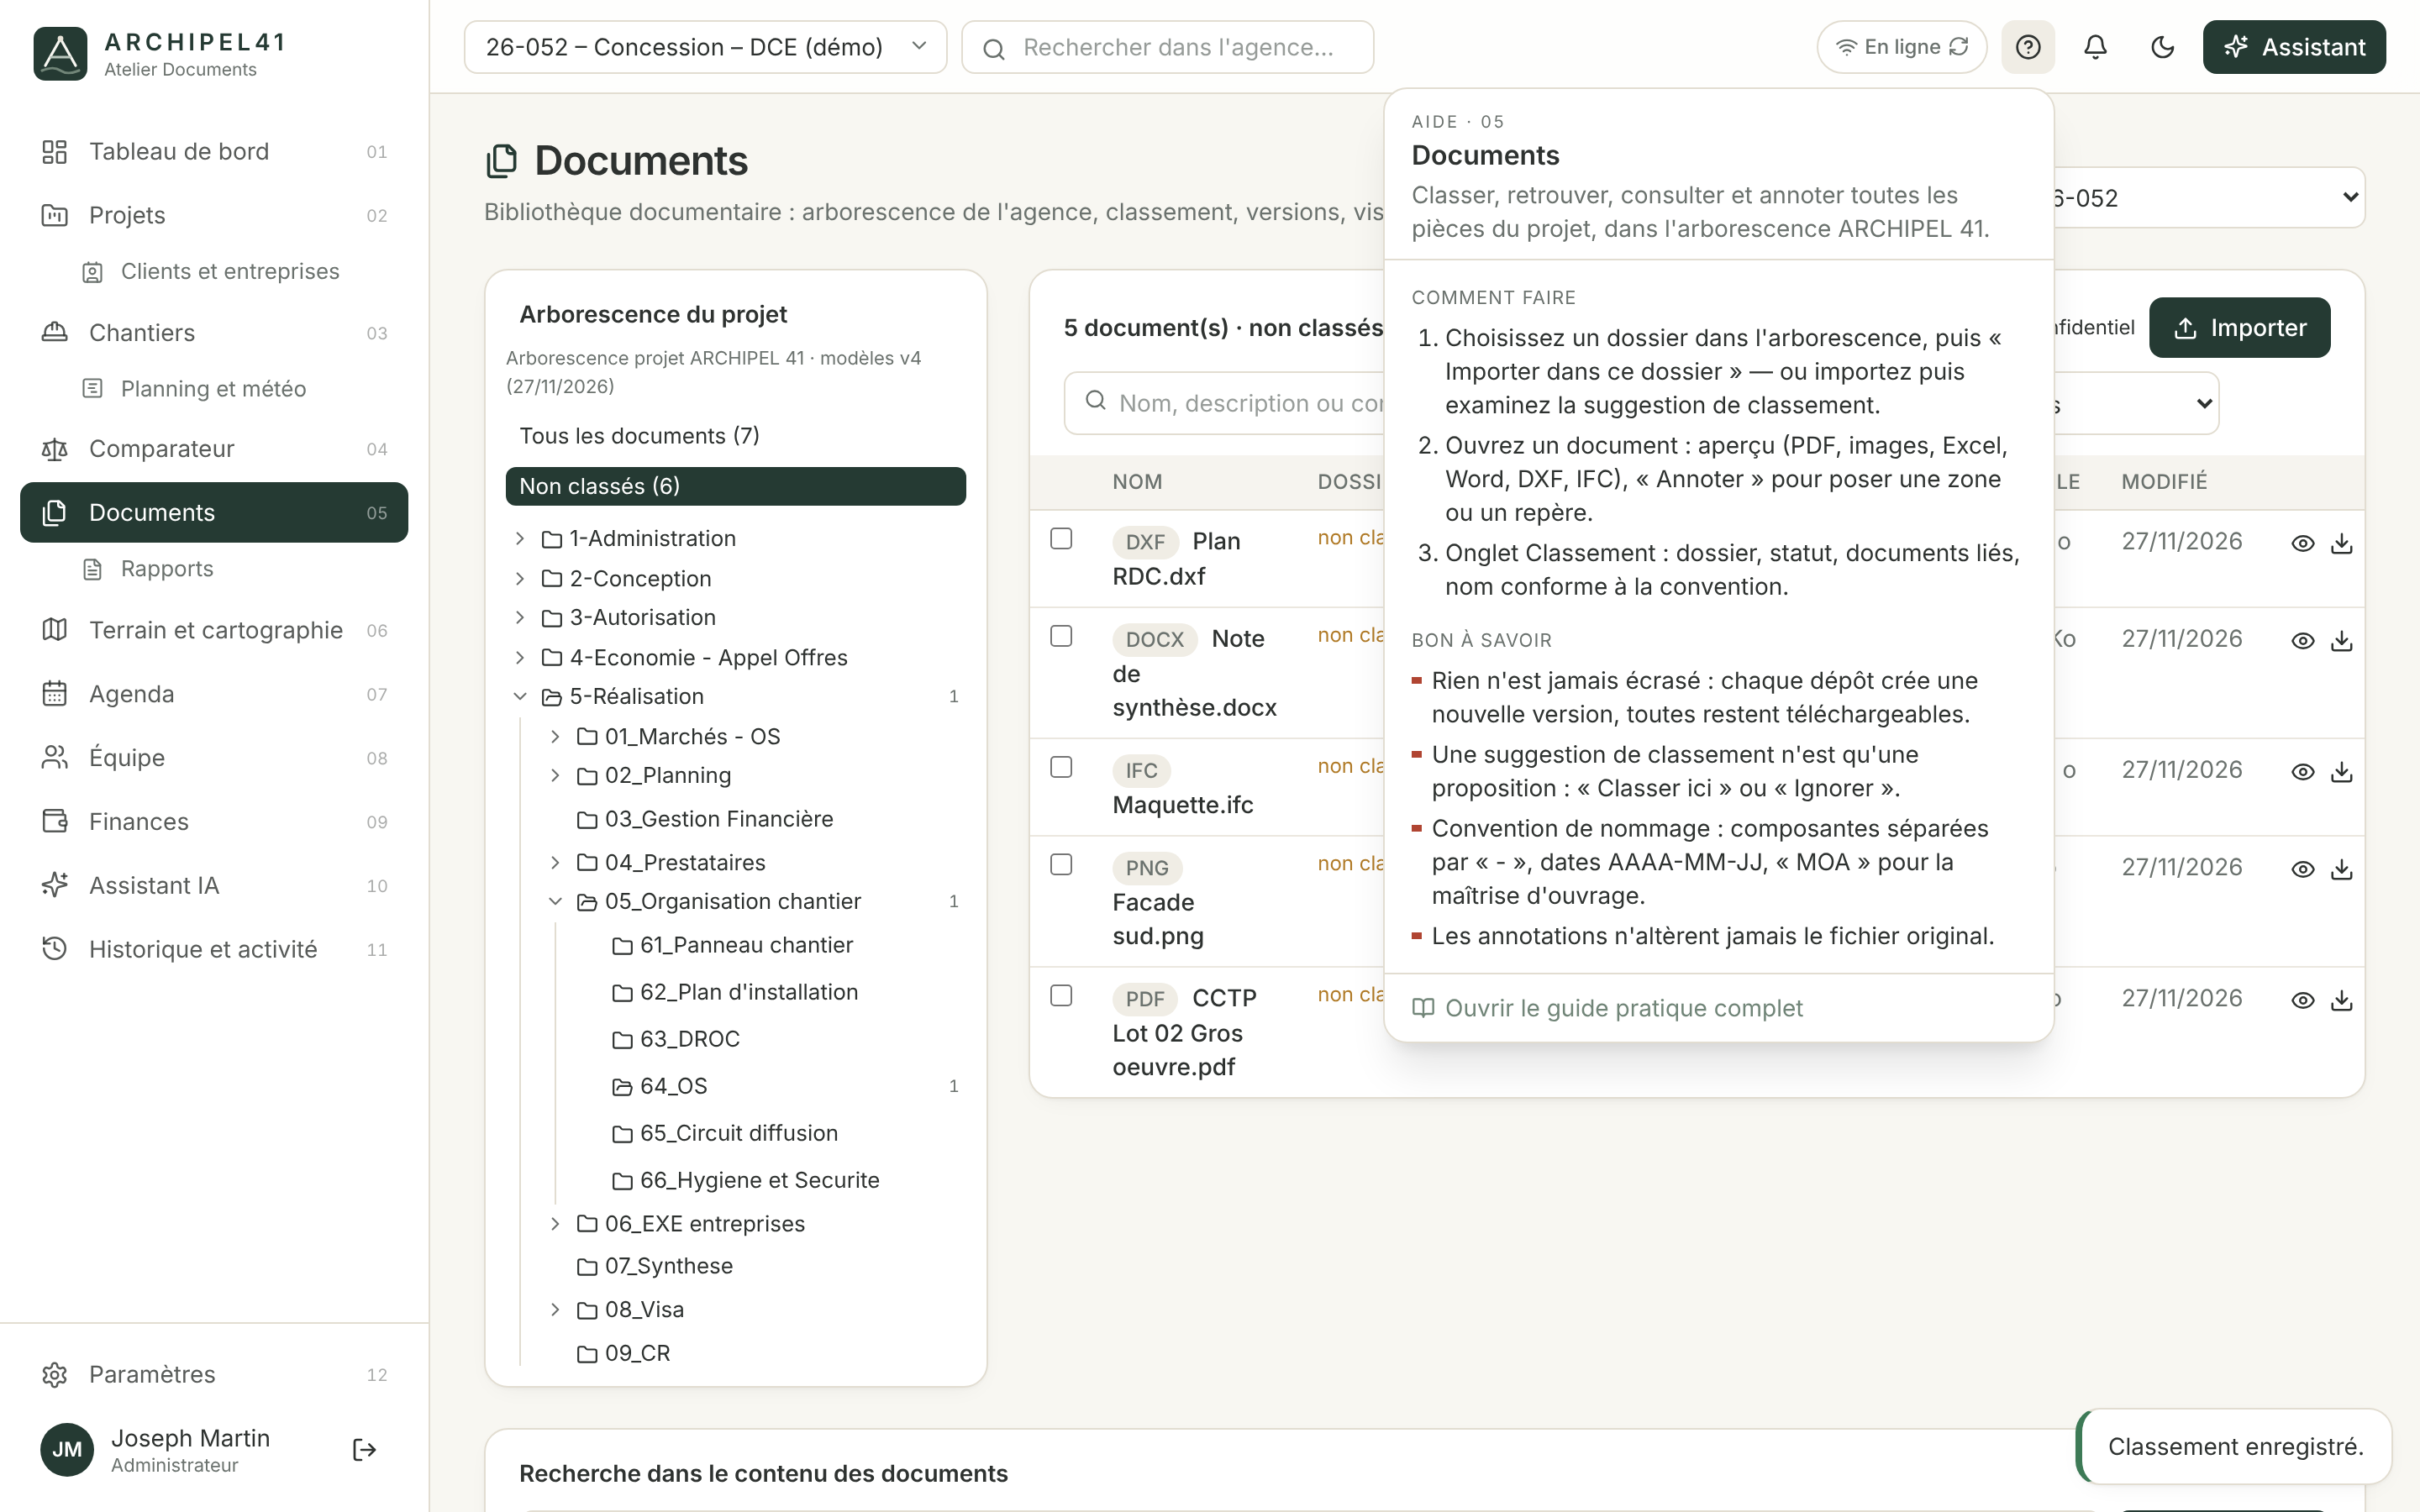 ARCHIPEL41
Atelier Documents
Tableau de bord 01
Projets 02
Clients et entreprises
Chantiers 03
Planning et météo
Comparateur 04
Documents 05
Rapports
Terrain et cartographie 06
Agenda 07
Équipe 08
Finances 09
Assistant IA 10
Historique et activité 11
Paramètres 12
JM
Joseph Martin
Administrateur
26-052 – Concession – DCE (démo)
Rechercher dans l'agence...
En ligne
Assistant
Documents
Bibliothèque documentaire : arborescence de l'agence, classement, versions,
6-052
Arborescence du projet
Arborescence projet ARCHIPEL 41 · modèles v4
(27/11/2026)
Tous les documents (7)
Non classés (6)
1-Administration
2-Conception
3-Autorisation
4-Economie - Appel Offres
5-Réalisation 1
01_Marchés - OS
02_Planning
03_Gestion Financière
04_Prestataires
05_Organisation chantier 1
61_Panneau chantier
62_Plan d'installation
63_DROC
64_OS 1
65_Circuit diffusion
66_Hygiene et Securite
06_EXE entreprises
07_Synthese
08_Visa
09_CR
5 document(s) · non classés
Importer
Nom, description ou
NOM
MODIFIÉ
DXF Plan
RDC.dxf
non
27/11/2026
DOCX Note
de
synthèse.docx
non
Ko
27/11/2026
IFC
Maquette.ifc
non
27/11/2026
PNG
Facade
sud.png
non
27/11/2026
PDF CCTP
Lot 02 Gros
oeuvre.pdf
non
27/11/2026
AIDE · 05
Documents
Classer, retrouver, consulter et annoter toutes les
pièces du projet, dans l'arborescence ARCHIPEL 41.
COMMENT FAIRE
1. Choisissez un dossier dans l'arborescence, puis «
Importer dans ce dossier » — ou importez puis
examinez la suggestion de classement.
2. Ouvrez un document : aperçu (PDF, images, Excel,
Word, DXF, IFC), « Annoter » pour poser une zone
ou un repère.
3. Onglet Classement : dossier, statut, documents liés,
nom conforme à la convention.
BON À SAVOIR
Rien n'est jamais écrasé : chaque dépôt crée une
nouvelle version, toutes restent téléchargeables.
Une suggestion de classement n'est qu'une
proposition : « Classer ici » ou « Ignorer ».
Convention de nommage : composantes séparées
par « - », dates AAAA-MM-JJ, « MOA » pour la
maîtrise d'ouvrage.
Les annotations n'altèrent jamais le fichier original.
Ouvrir le guide pratique complet
Recherche dans le contenu des documents
Classement enregistré.